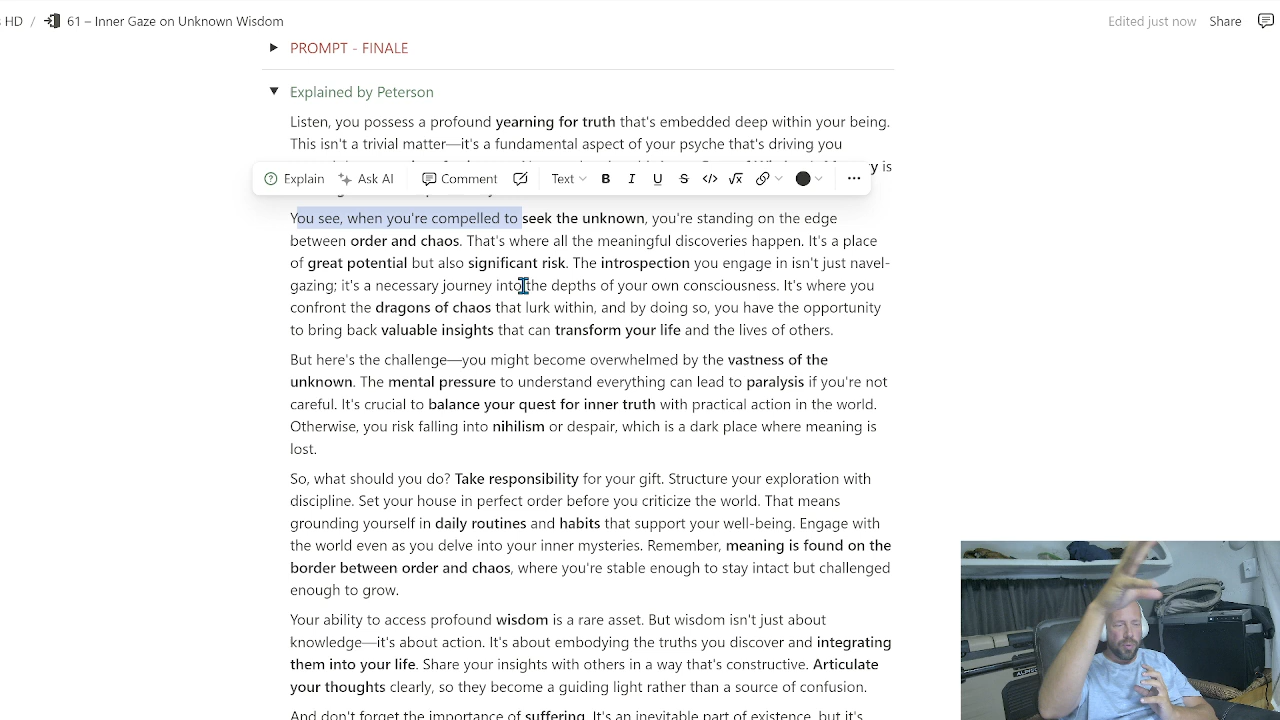 HD / 61 – Inner Gaze on Unknown Wisdom
Edited just now Share
PROMPT - FINALE
Explained by Peterson
Listen, you possess a profound yearning for truth that's embedded deep within your being.
This isn't a trivial matter—it's a fundamental aspect of your psyche that's driving you
is
Explain Ask AI Comment Text B I U S √x
You see, when you're compelled to seek the unknown, you're standing on the edge
between order and chaos. That's where all the meaningful discoveries happen. It's a place
of great potential but also significant risk. The introspection you engage in isn't just navel-
gazing; it's a necessary journey into the depths of your own consciousness. It's where you
confront the dragons of chaos that lurk within, and by doing so, you have the opportunity
to bring back valuable insights that can transform your life and the lives of others.
But here's the challenge—you might become overwhelmed by the vastness of the
unknown. The mental pressure to understand everything can lead to paralysis if you're not
careful. It's crucial to balance your quest for inner truth with practical action in the world.
Otherwise, you risk falling into nihilism or despair, which is a dark place where meaning is
lost.
So, what should you do? Take responsibility for your gift. Structure your exploration with
discipline. Set your house in perfect order before you criticize the world. That means
grounding yourself in daily routines and habits that support your well-being. Engage with
the world even as you delve into your inner mysteries. Remember, meaning is found on the
border between order and chaos, where you're stable enough to stay intact but challenged
enough to grow.
Your ability to access profound wisdom is a rare asset. But wisdom isn't just about
knowledge—it's about action. It's about embodying the truths you discover and integrating
them into your life. Share your insights with others in a way that's constructive. Articulate
your thoughts clearly, so they become a guiding light rather than a source of confusion.
And don't forget the importance of suffering. It's an inevitable part of existence, but it's